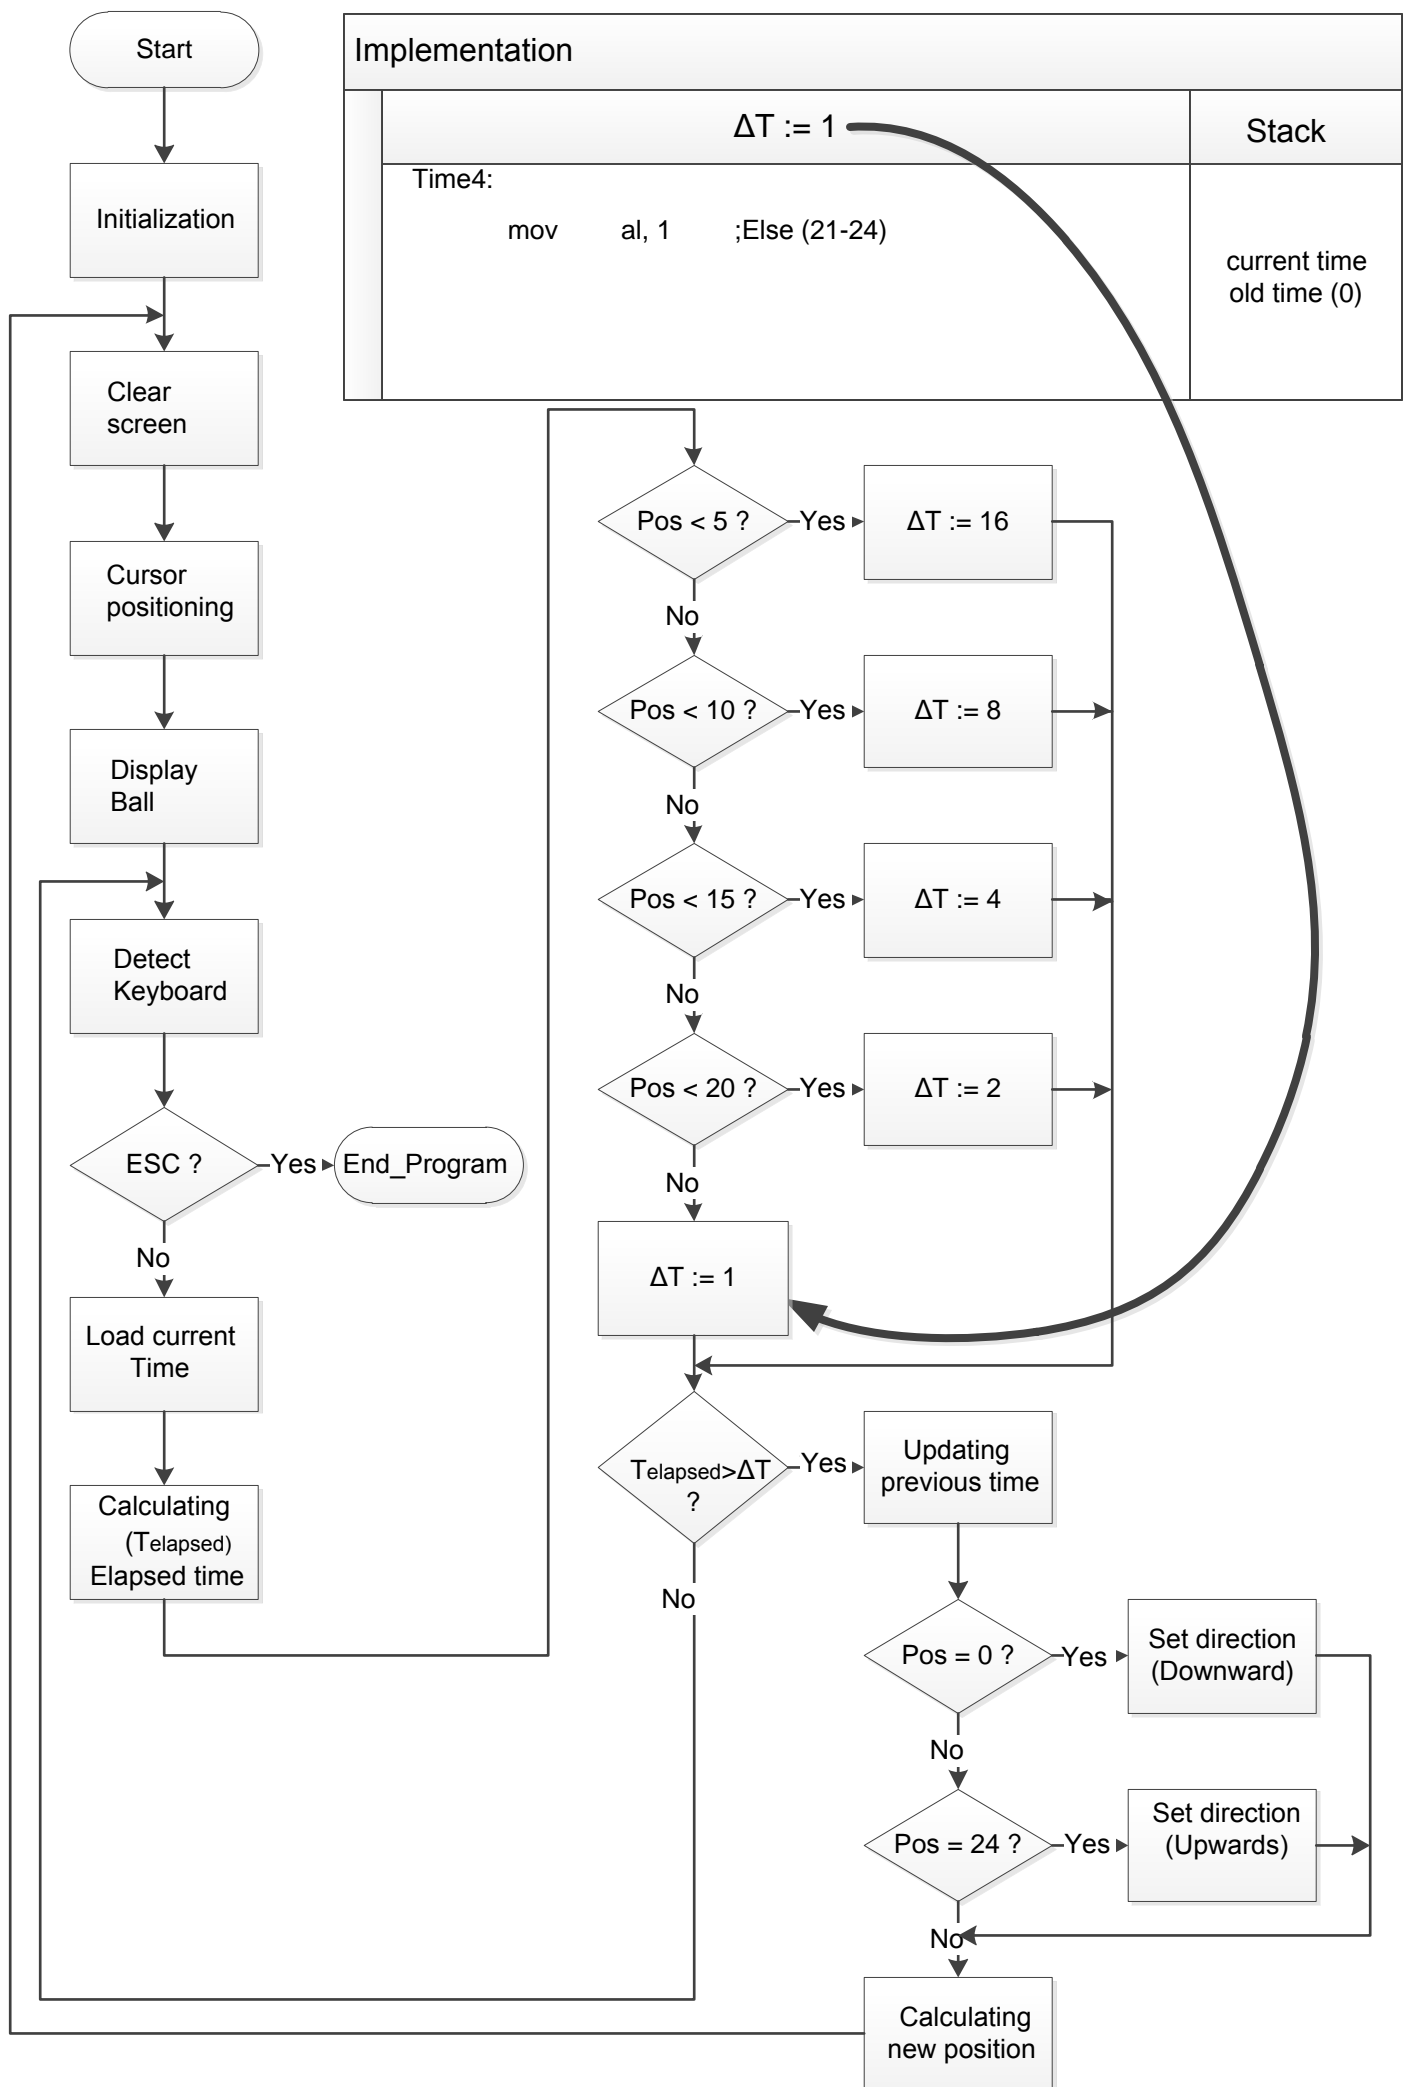 Start
Implementation
ΔT := 1
Stack
Time4:
mov al, 1 ;Else (21-24)
current time
old time (0)
Initialization
Clear
screen
Cursor
positioning
Display
Ball
Detect
Keyboard
ESC ?
Yes
End_Program
No
Load current
Time
Calculating
(Telapsed)
Elapsed time
Pos < 5 ?
Yes
ΔT := 16
No
Pos < 10 ?
Yes
ΔT := 8
No
Pos < 15 ?
Yes
ΔT := 4
No
Pos < 20 ?
Yes
ΔT := 2
No
ΔT := 1
Telapsed>ΔT
?
Yes
Updating
previous time
No
Pos = 0 ?
Yes
Set direction
(Downward)
No
Pos = 24 ?
Yes
Set direction
(Upwards)
No
Calculating
new position